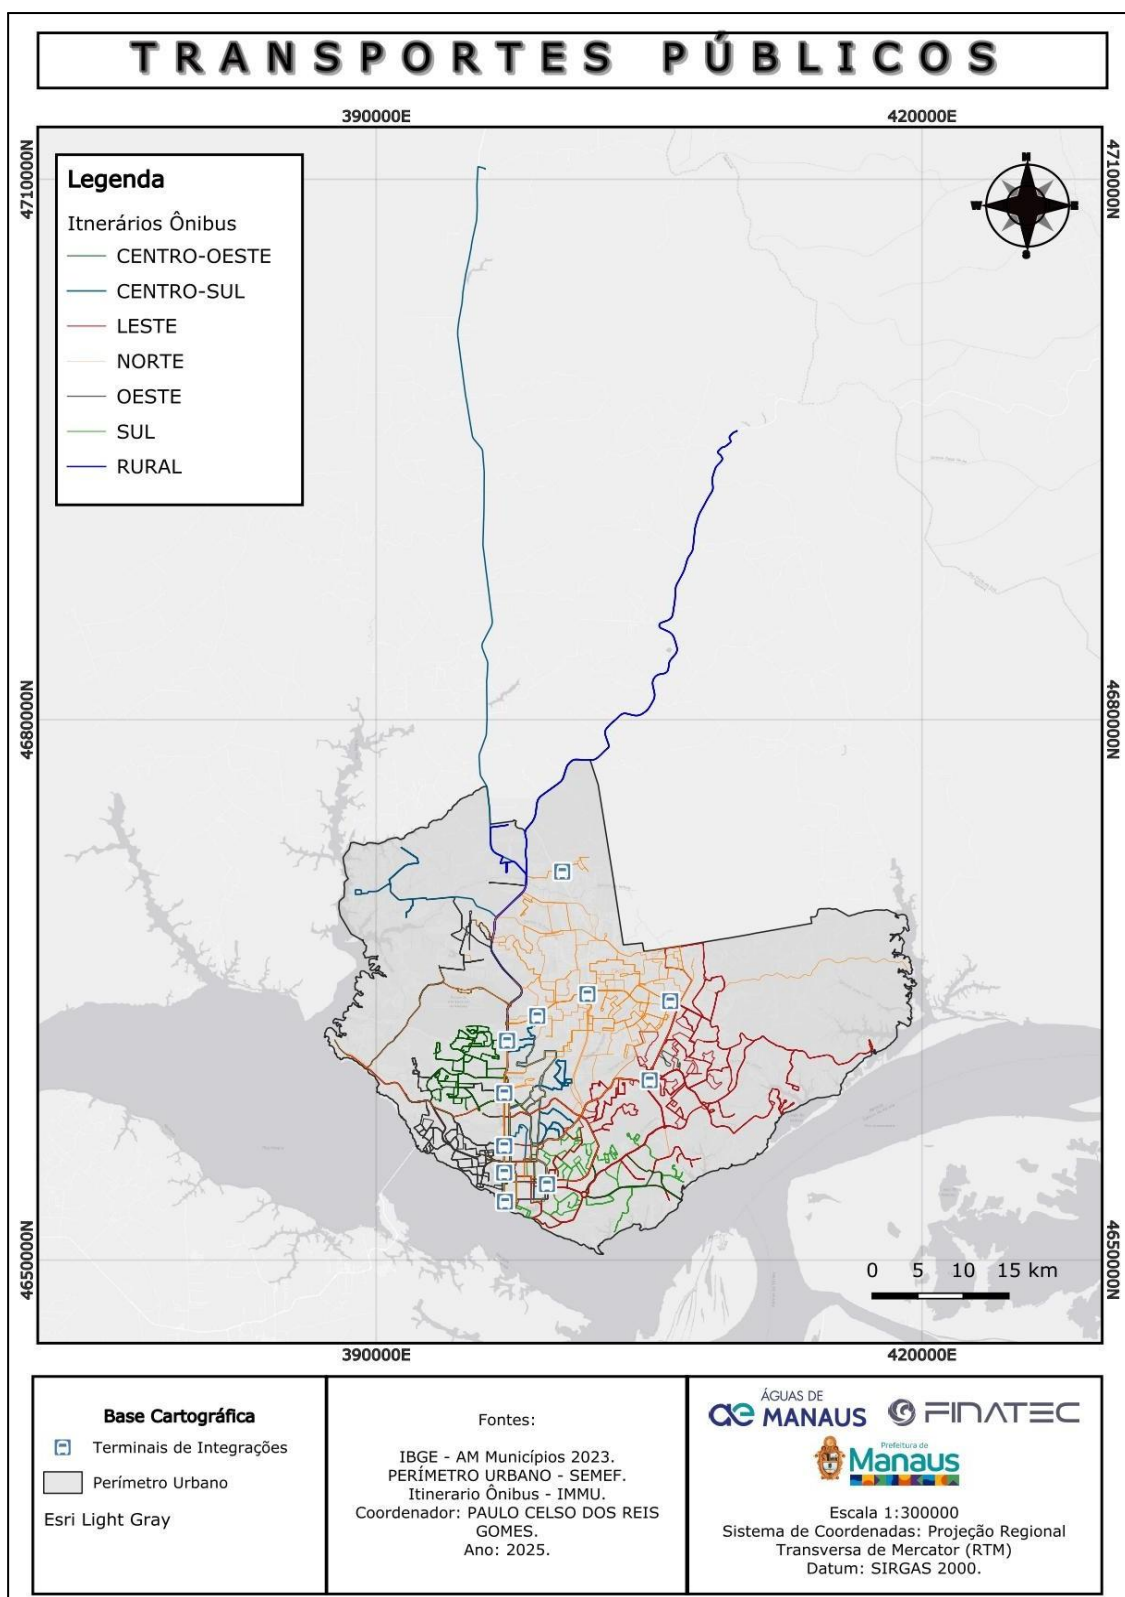 TRANSPORTES PÚBLICOS
390000E
420000E
4710000N
4710000N
Legenda
Itnerários Ônibus
CENTRO-OESTE
CENTRO-SUL
LESTE
NORTE
OESTE
SUL
RURAL
N
W
E
S
4680000N
4680000N
4650000N
4650000N
0 5 10 15 km
390000E
420000E
Base Cartográfica
Terminais de Integrações
Perímetro Urbano
Esri Light Gray
Fontes:
IBGE - AM Municípios 2023.
PERÍMETRO URBANO - SEMEF.
Itinerario Ônibus - IMMU.
Coordenador: PAULO CELSO DOS REIS
GOMES.
Ano: 2025.
ÁGUAS DE
MANAUS
FINATEC
Prefeitura de
Manaus
Escala 1:300000
Sistema de Coordenadas: Projeção Regional
Transversa de Mercator (RTM)
Datum: SIRGAS 2000.